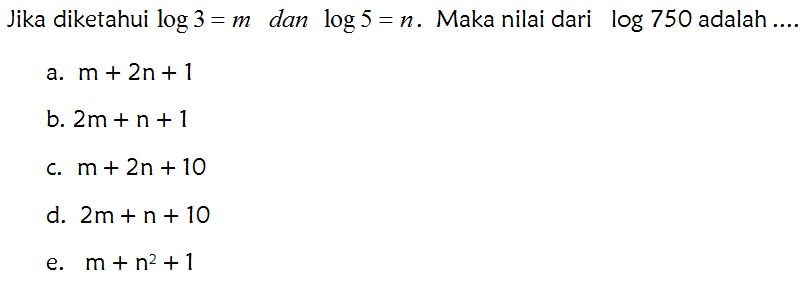 Jika diketahui log 3 = m dan log 5 = n. Maka nilai dari log 750 adalah ....
a. m + 2n + 1
b. 2m + n + 1
c. m + 2n + 10
d. 2m + n + 10
e. m + n² + 1